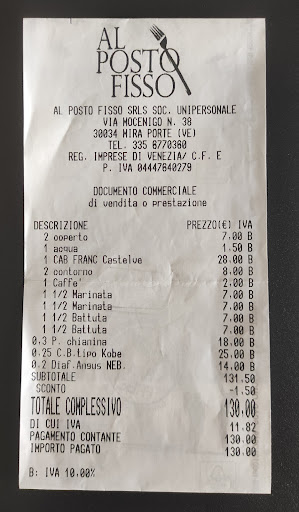 AL
POSTO
FISSO
AL POSTO FISSO SRLS SOC. UNIPERSONALE
VIA MOCENIGO N. 38
30034 MIRA PORTE (VE)
TEL. 335 6770360
REG. IMPRESE DI VENEZIA/ C.F. E
P. IVA 04447640279
DOCUMENTO COMMERCIALE
di vendita o prestazione
DESCRIZIONE PREZZO(€) IVA
2 coperto 7.00 B
1 acqua 1.50 B
1 CAB FRANC Castelve 28.00 B
2 contorno 8.00 B
1 Caffe' 2.00 B
1 1/2 Marinata 7.00 B
1 1/2 Marinata 7.00 B
1 1/2 Battuta 7.00 B
1 1/2 Battuta 7.00 B
0.3 P. chianina 18.00 B
0.25 C.B.tipo Kobe 25.00 B
0.2 Diaf.Angus NEB. 14.00 B
SUBTOTALE 131.50
SCONTO -1.50
TOTALE COMPLESSIVO 130.00
DI CUI IVA 11.82
PAGAMENTO CONTANTE 130.00
IMPORTO PAGATO 130.00
B: IVA 10.00%